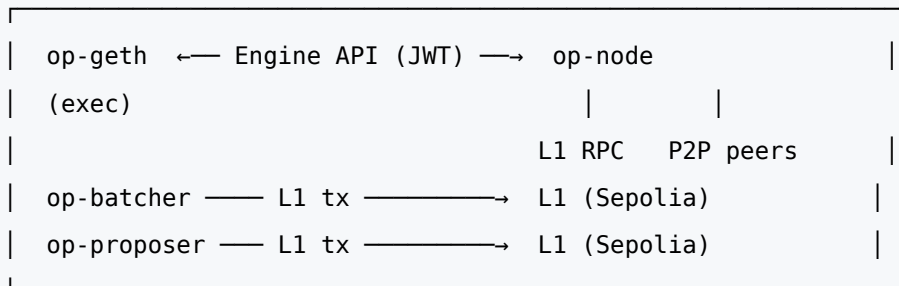 op-geth ←── Engine API (JWT) ──→ op-node
(exec)
L1 RPC P2P peers
op-batcher ──── L1 tx ─────────→ L1 (Sepolia)
op-proposer ─── L1 tx ─────────→ L1 (Sepolia)